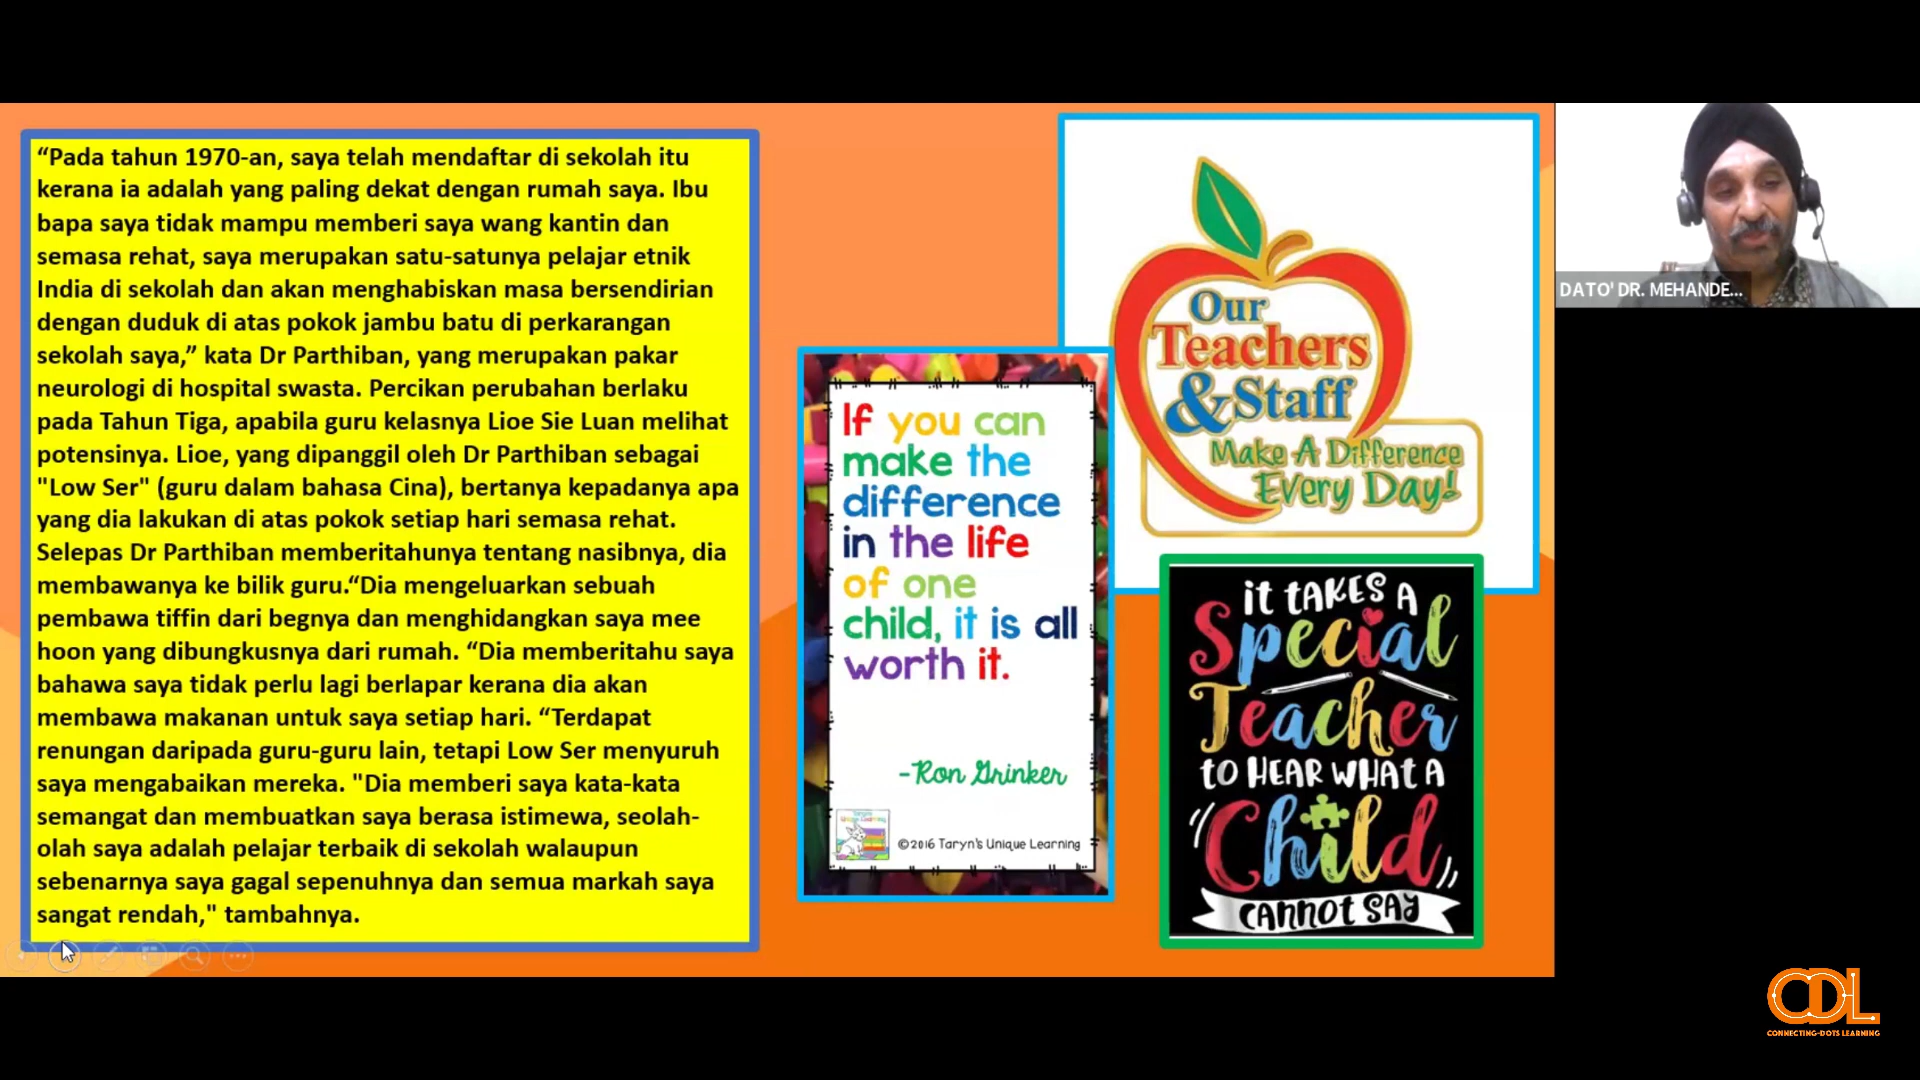 “Pada tahun 1970-an, saya telah mendaftar di sekolah itu
kerana ia adalah yang paling dekat dengan rumah saya. Ibu
bapa saya tidak mampu memberi saya wang kantin dan
semasa rehat, saya merupakan satu-satunya pelajar etnik
India di sekolah dan akan menghabiskan masa bersendirian
dengan duduk di atas pokok jambu batu di perkarangan
sekolah saya,” kata Dr Parthiban, yang merupakan pakar
neurologi di hospital swasta. Percikan perubahan berlaku
pada Tahun Tiga, apabila guru kelasnya Lioe Sie Luan melihat
potensinya. Lioe, yang dipanggil oleh Dr Parthiban sebagai
"Low Ser" (guru dalam bahasa Cina), bertanya kepadanya apa
yang dia lakukan di atas pokok setiap hari semasa rehat.
Selepas Dr Parthiban memberitahunya tentang nasibnya, dia
membawanya ke bilik guru.“Dia mengeluarkan sebuah
pembawa tiffin dari begnya dan menghidangkan saya mee
hoon yang dibungkusnya dari rumah. “Dia memberitahu saya
bahawa saya tidak perlu lagi berlapar kerana dia akan
membawa makanan untuk saya setiap hari. “Terdapat
renungan daripada guru-guru lain, tetapi Low Ser menyuruh
saya mengabaikan mereka. "Dia memberi saya kata-kata
semangat dan membuatkan saya berasa istimewa, seolah-
olah saya adalah pelajar terbaik di sekolah walaupun
sebenarnya saya gagal sepenuhnya dan semua markah saya
sangat rendah," tambahnya.
If you can
make the
difference
in the life
of one
child, it is all
worth it.
-Ron Grinker
Taryn's
Unique Learning
©2016 Taryn's Unique Learning
Our
Teachers
&Staff
Make A Difference
Every Day!
it takes a
Special
Teacher
to hear what a
Child
cannot say
DATO' DR. MEHANDE...
CDL
CONNECTING-DOTS LEARNING